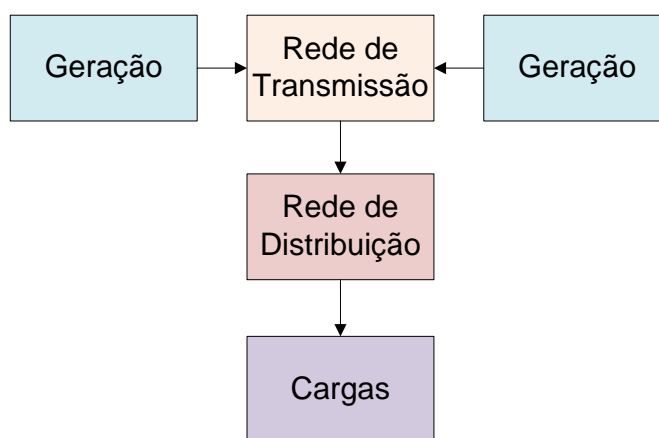 Geração
Rede de
Transmissão
Geração
Rede de
Distribuição
Cargas